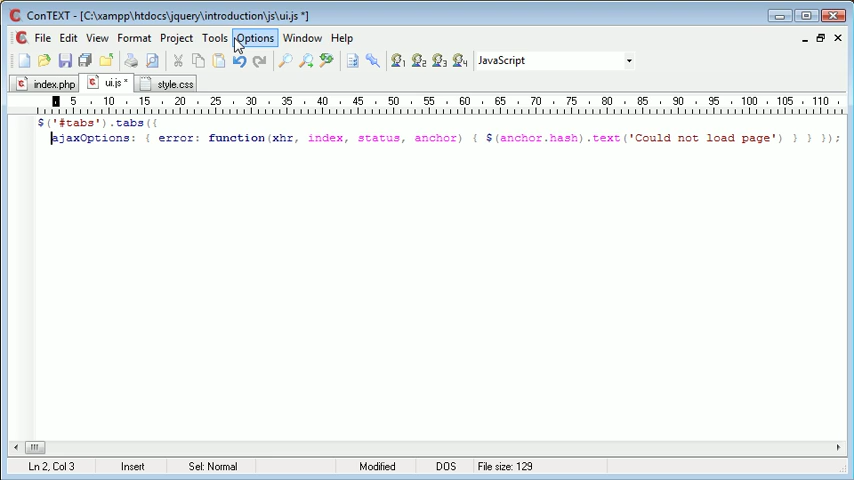 ConTEXT - [C:\xampp\htdocs\jquery\introduction\js\ui.js *]
File Edit View Format Project Tools Options Window Help
JavaScript
index.php ui.js * style.css
5 10 15 20 25 30 35 40 45 50 55 60 65 70 75 80 85 90 95 100 105 110
$('#tabs').tabs({
ajaxOptions: { error: function(xhr, index, status, anchor) { $(anchor.hash).text('Could not load page') } } });
Ln 2, Col 3 Insert Sel: Normal Modified DOS File size: 129